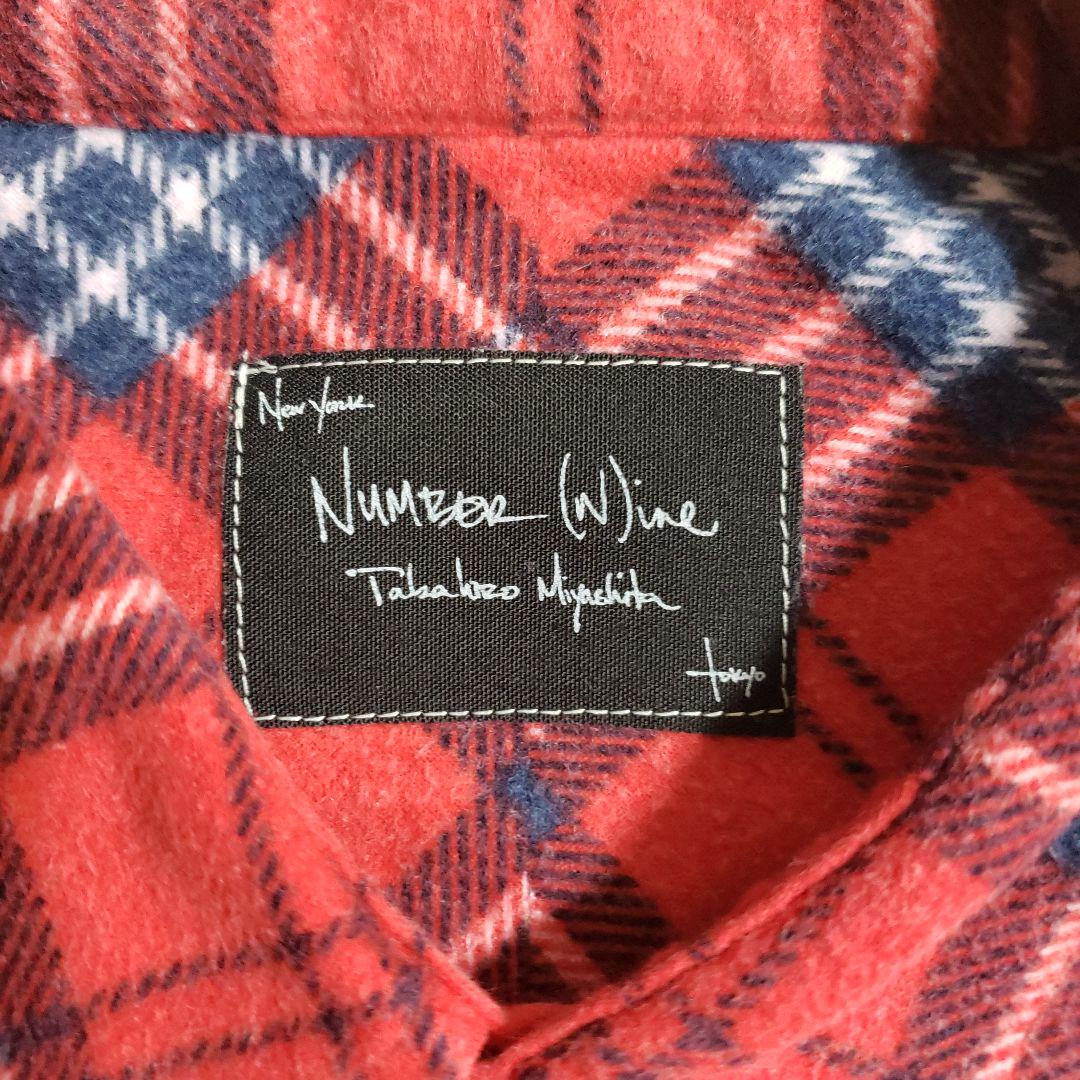 New York
NUMBER (N)ine
Takahiro Miyashita
tokyo